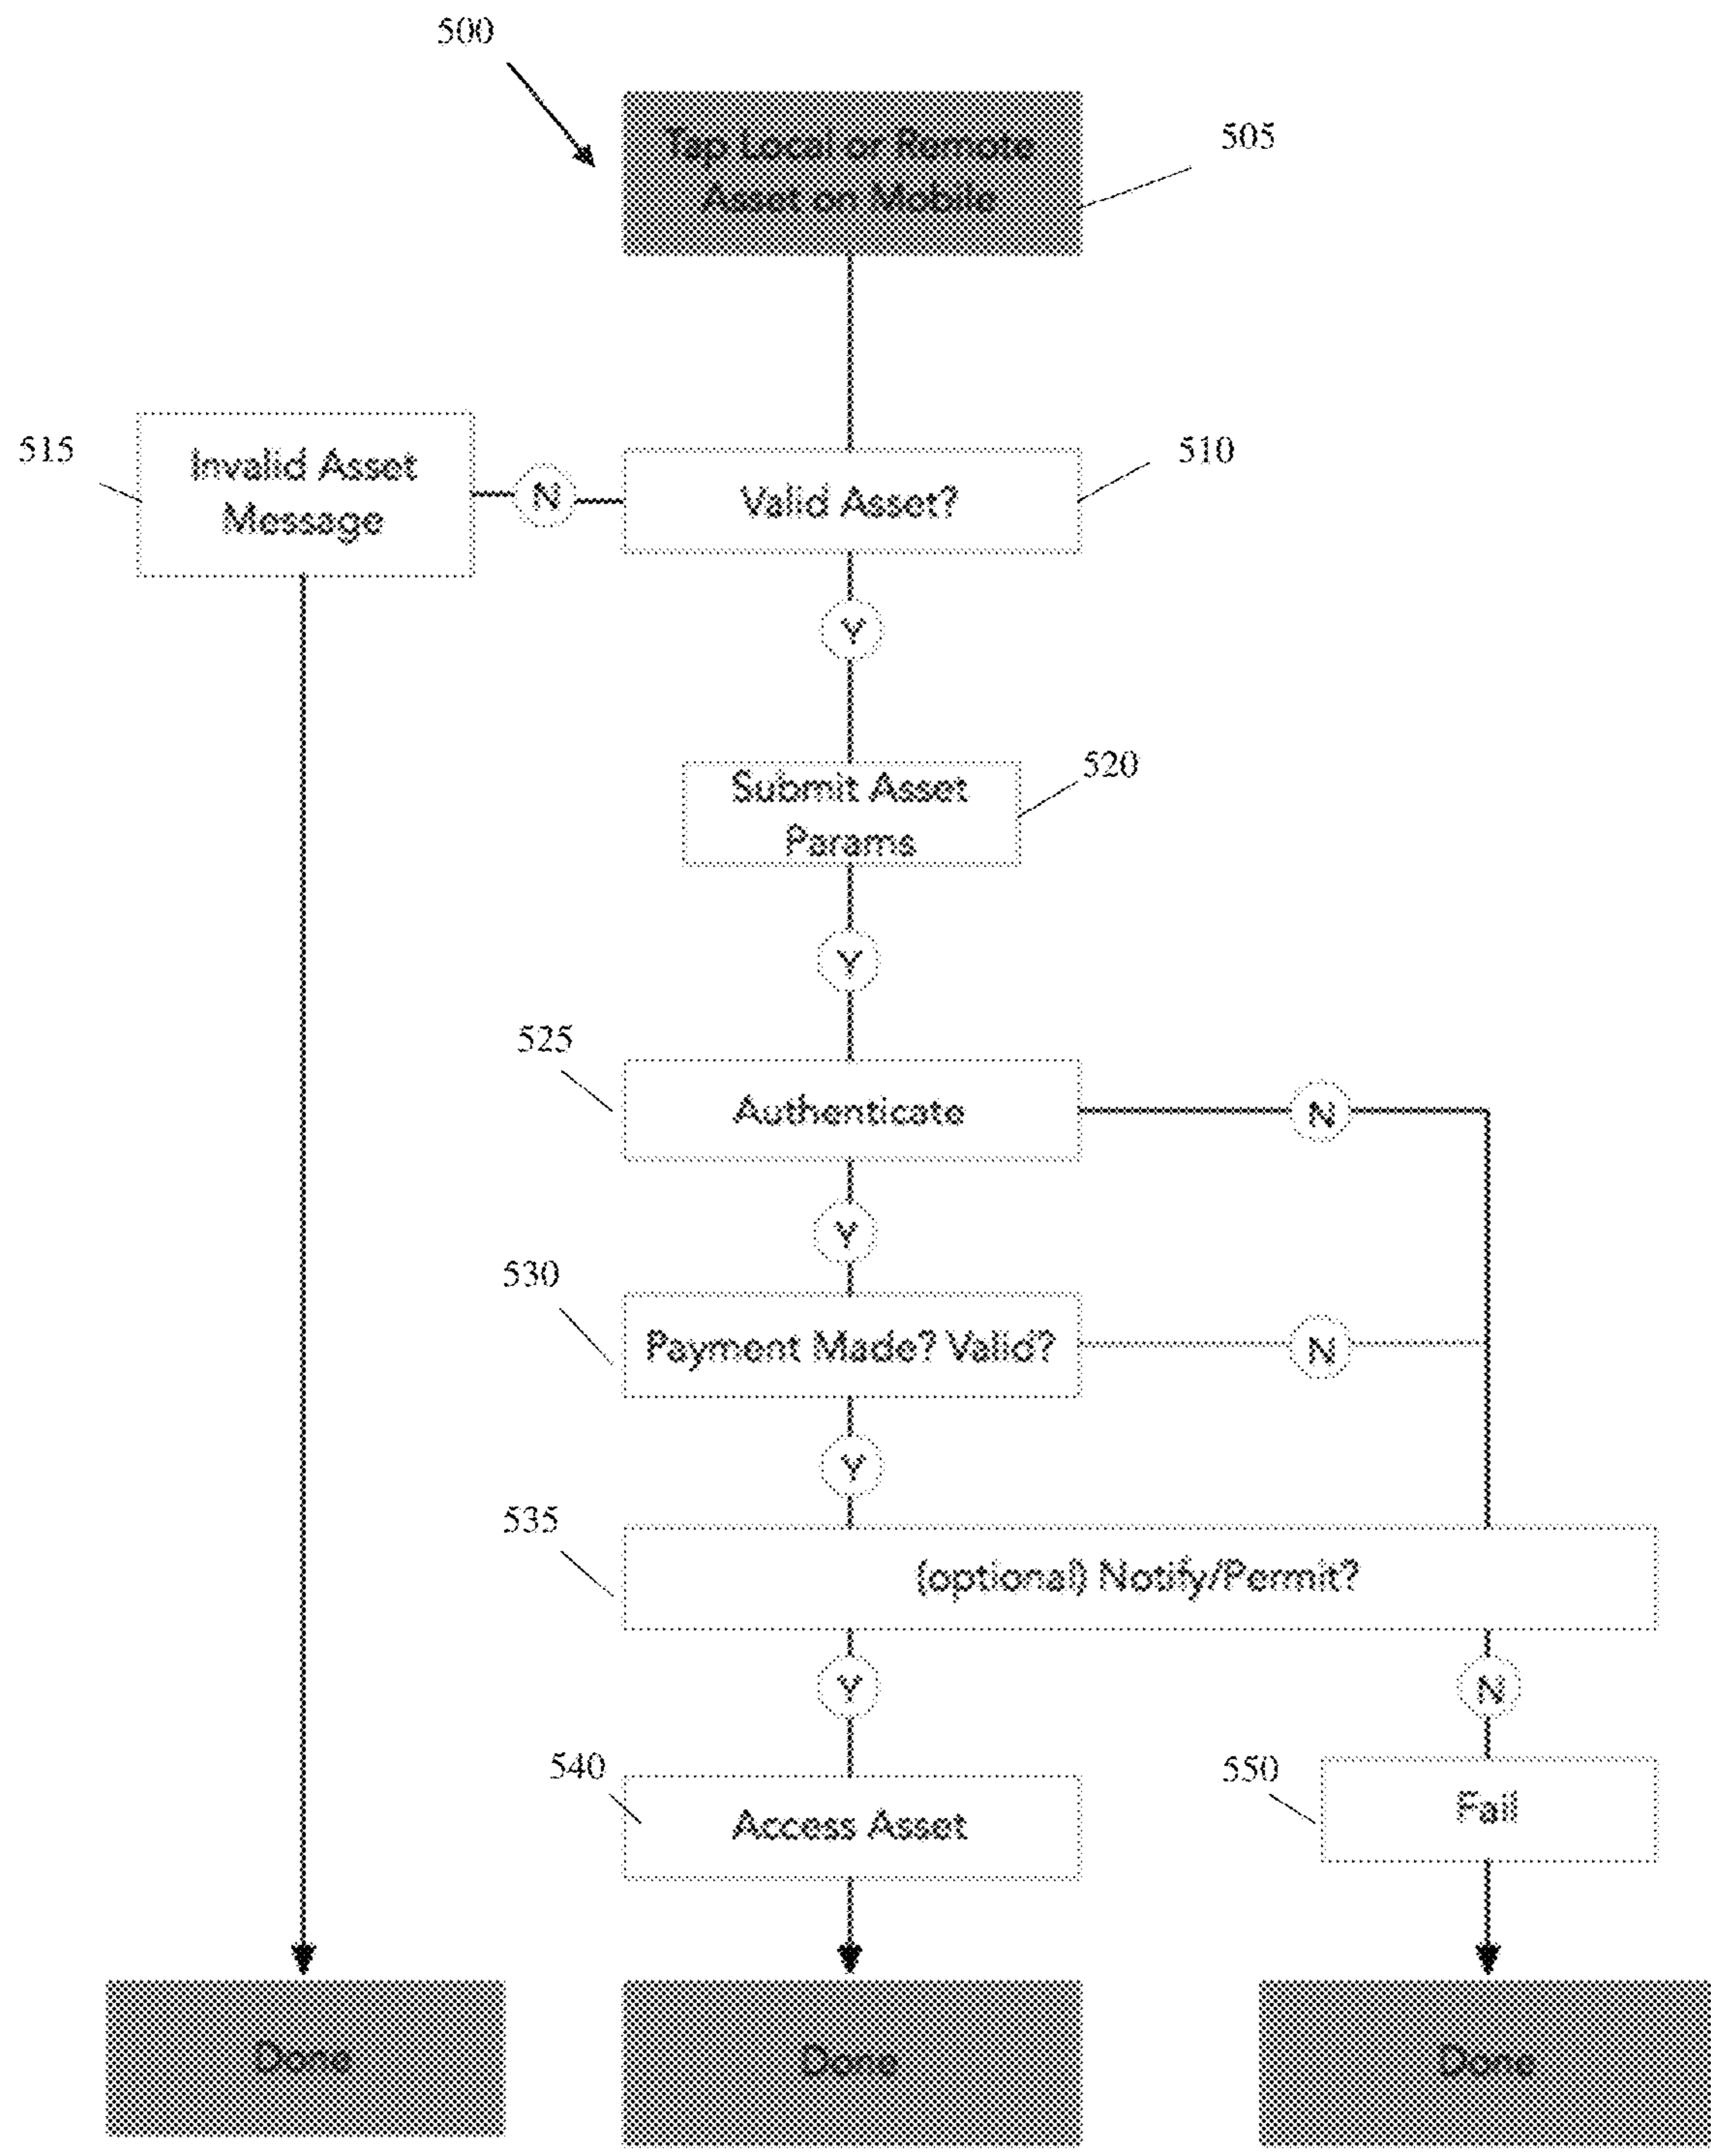 500
Tap Local or Remote
Asset on Mobile
505
515
Invalid Asset
Message
N
Valid Asset?
510
Y
Submit Asset
Params
520
Y
525
Authenticate
N
Y
530
Payment Made? Valid?
N
Y
535
(optional) Notify/Permit?
Y
N
540
Access Asset
550
Fail
Done
Done
Done